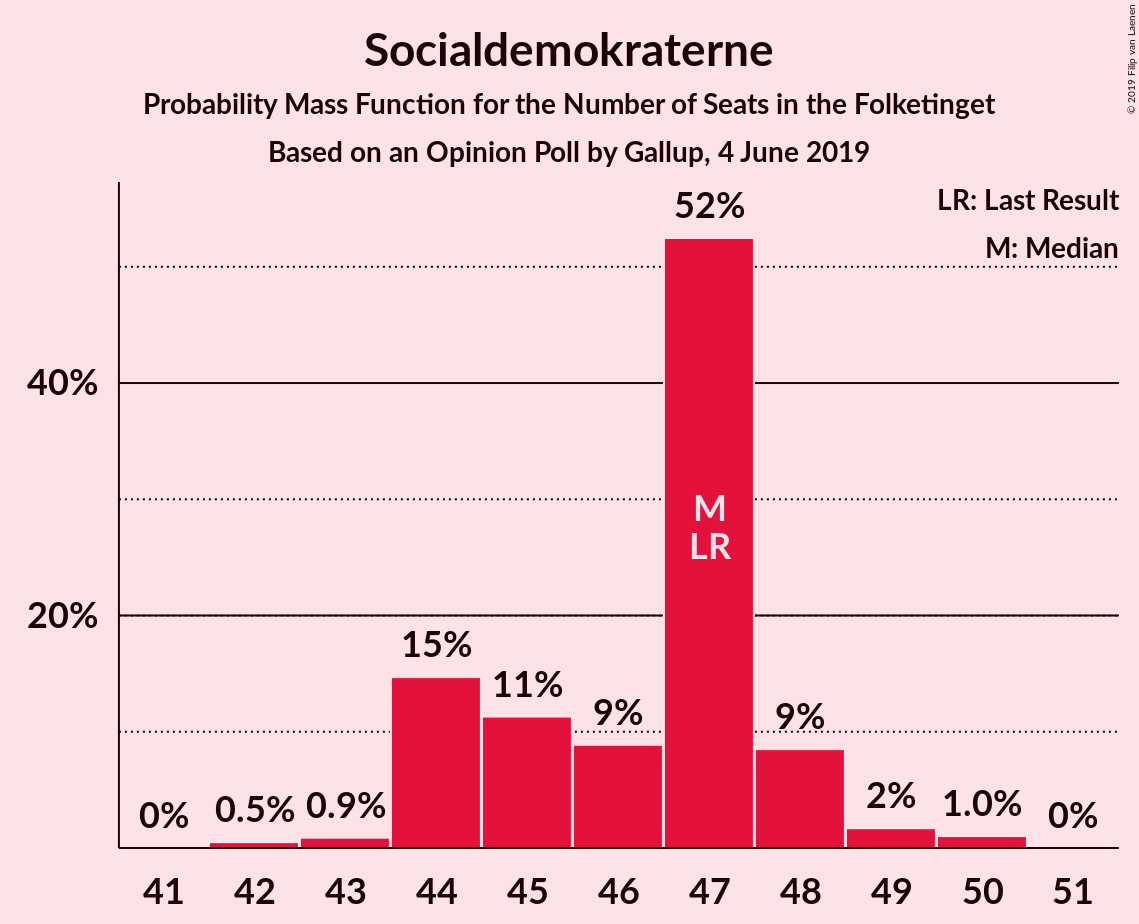 Socialdemokraterne
Probability Mass Function for the Number of Seats in the Folketinget
Based on an Opinion Poll by Gallup, 4 June 2019
© 2019 Filip van Laenen
LR: Last Result
M: Median
40%
20%
0%
0.5%
0.9%
15%
11%
9%
52%
9%
2%
1.0%
0%
M
LR
41 42 43 44 45 46 47 48 49 50 51